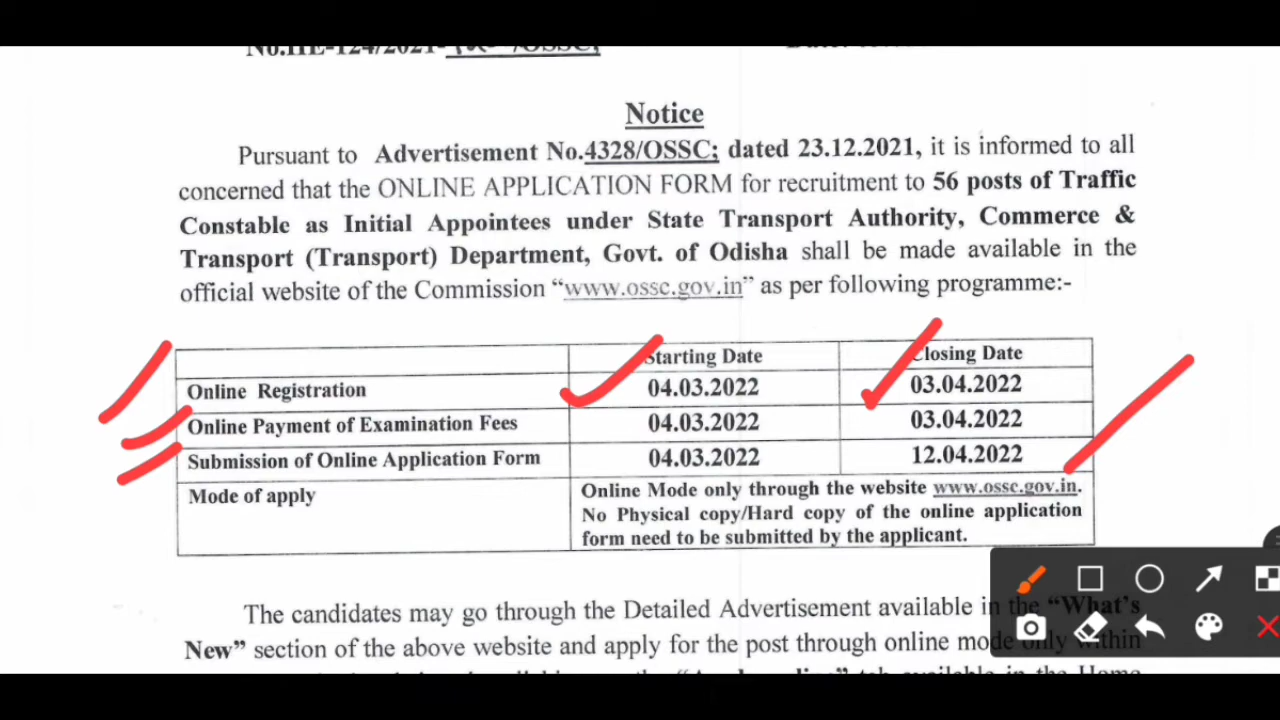 Notice
Pursuant to Advertisement No.4328/OSSC; dated 23.12.2021, it is informed to all
concerned that the ONLINE APPLICATION FORM for recruitment to 56 posts of Traffic
Constable as Initial Appointees under State Transport Authority, Commerce &
Transport (Transport) Department, Govt. of Odisha shall be made available in the
official website of the Commission “www.ossc.gov.in” as per following programme:-
Starting Date Closing Date
Online Registration 04.03.2022 03.04.2022
Online Payment of Examination Fees 04.03.2022 03.04.2022
Submission of Online Application Form 04.03.2022 12.04.2022
Mode of apply Online Mode only through the website www.ossc.gov.in.
No Physical copy/Hard copy of the online application
form need to be submitted by the applicant.
The candidates may go through the Detailed Advertisement available in the “What's
New” section of the above website and apply for the post through online mode only within